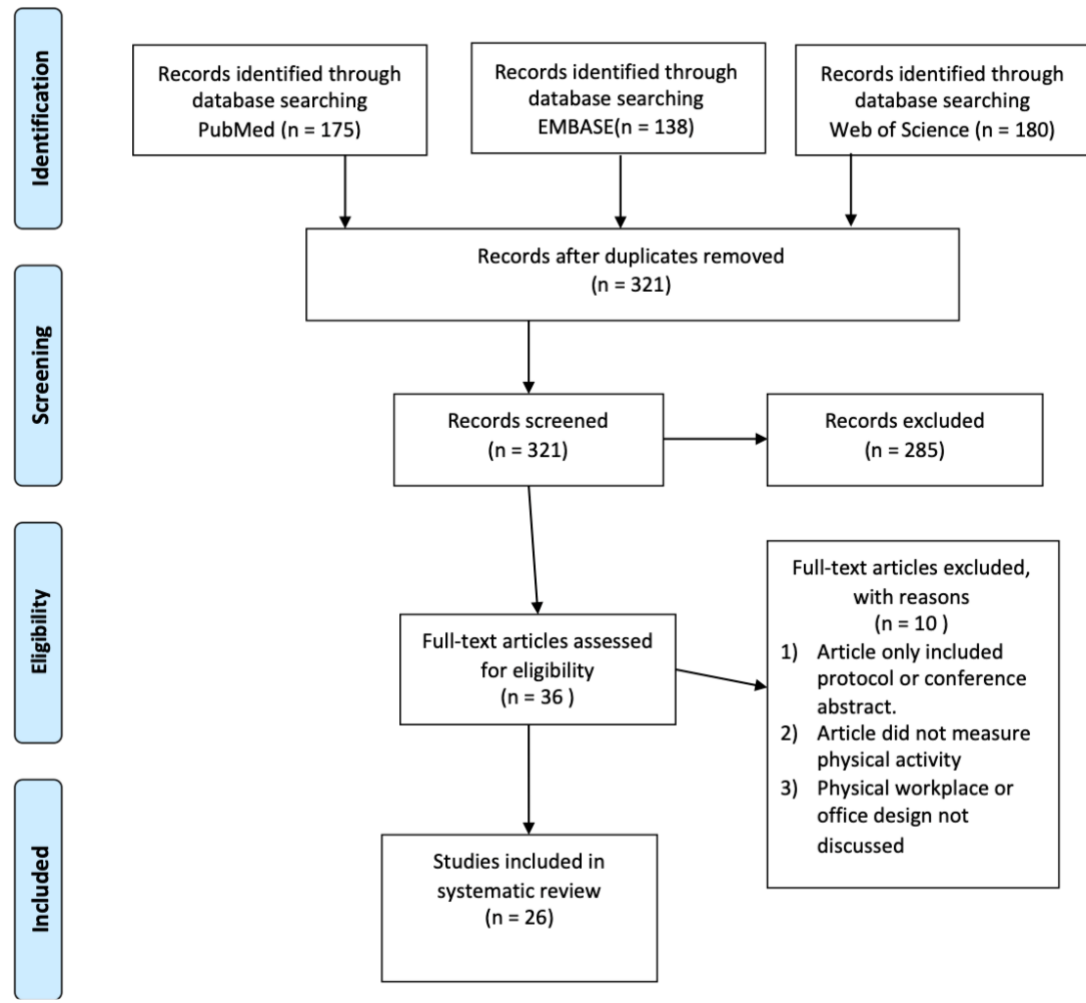 Identification
Records identified through
database searching
PubMed (n = 175)
Records identified through
database searching
EMBASE(n = 138)
Records identified through
database searching
Web of Science (n = 180)
Records after duplicates removed
(n = 321)
Screening
Records screened
(n = 321)
Records excluded
(n = 285)
Eligibility
Full-text articles assessed
for eligibility
(n = 36 )
Full-text articles excluded,
with reasons
(n = 10 )
1) Article only included
protocol or conference
abstract.
2) Article did not measure
physical activity
3) Physical workplace or
office design not
discussed
Included
Studies included in
systematic review
(n = 26)